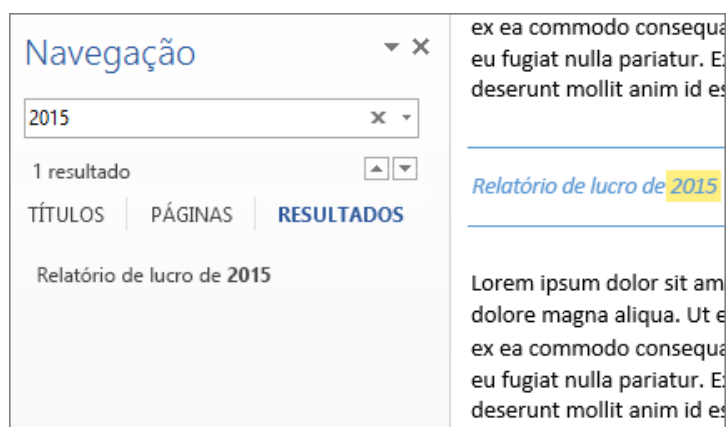 Navegação
2015
1 resultado
TÍTULOS PÁGINAS RESULTADOS
Relatório de lucro de 2015
ex ea commodo consequa
eu fugiat nulla pariatur. E
deserunt mollit anim id es
Relatório de lucro de 2015
Lorem ipsum dolor sit am
dolore magna aliqua. Ut e
ex ea commodo consequa
eu fugiat nulla pariatur. E
deserunt mollit anim id es